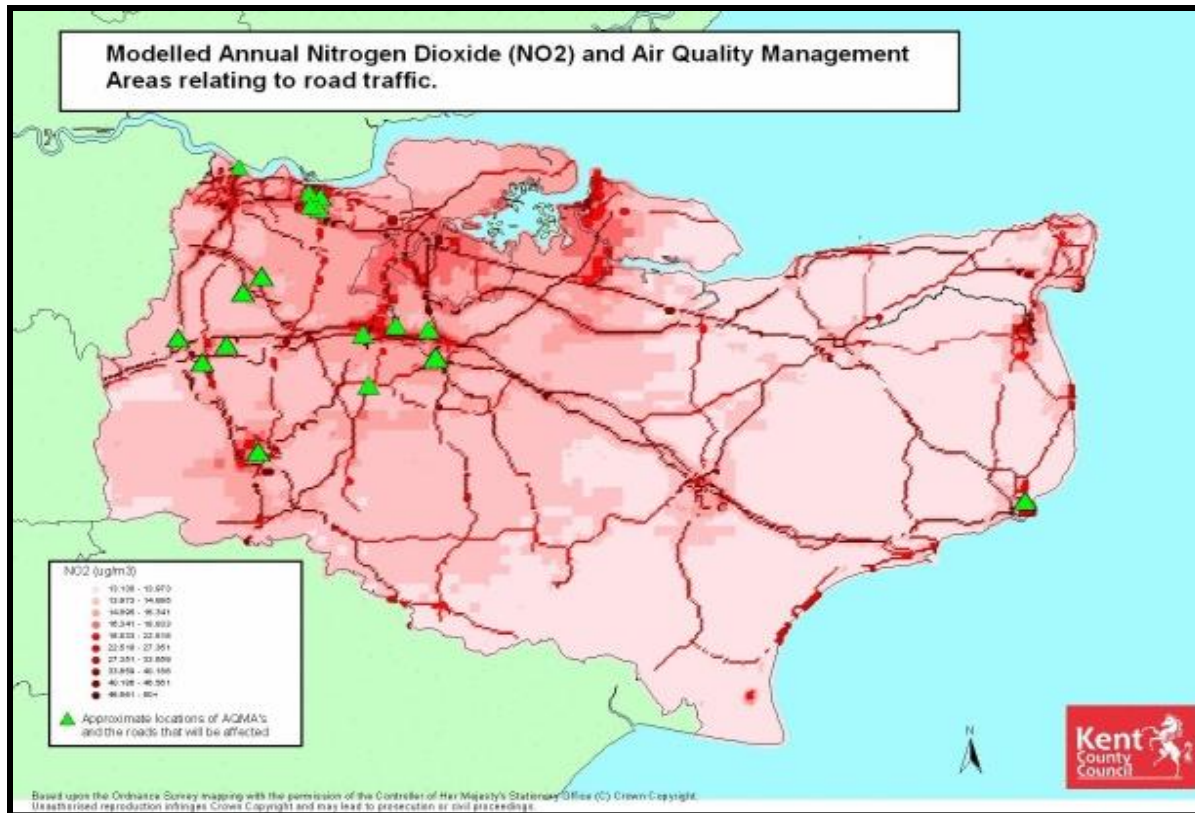 Modelled Annual Nitrogen Dioxide (NO2) and Air Quality Management
Areas relating to road traffic.
NO2 (ug/m3)
Approximate locations of AQMA's
and the roads that will be affected
N
Kent
County
Council
Based upon the Ordnance Survey mapping with the permission of the Controller of Her Majesty's Stationary Office (C) Crown Copyright.
Unauthorised reproduction infringes Crown Copyright and may lead to prosecution or civil proceedings.